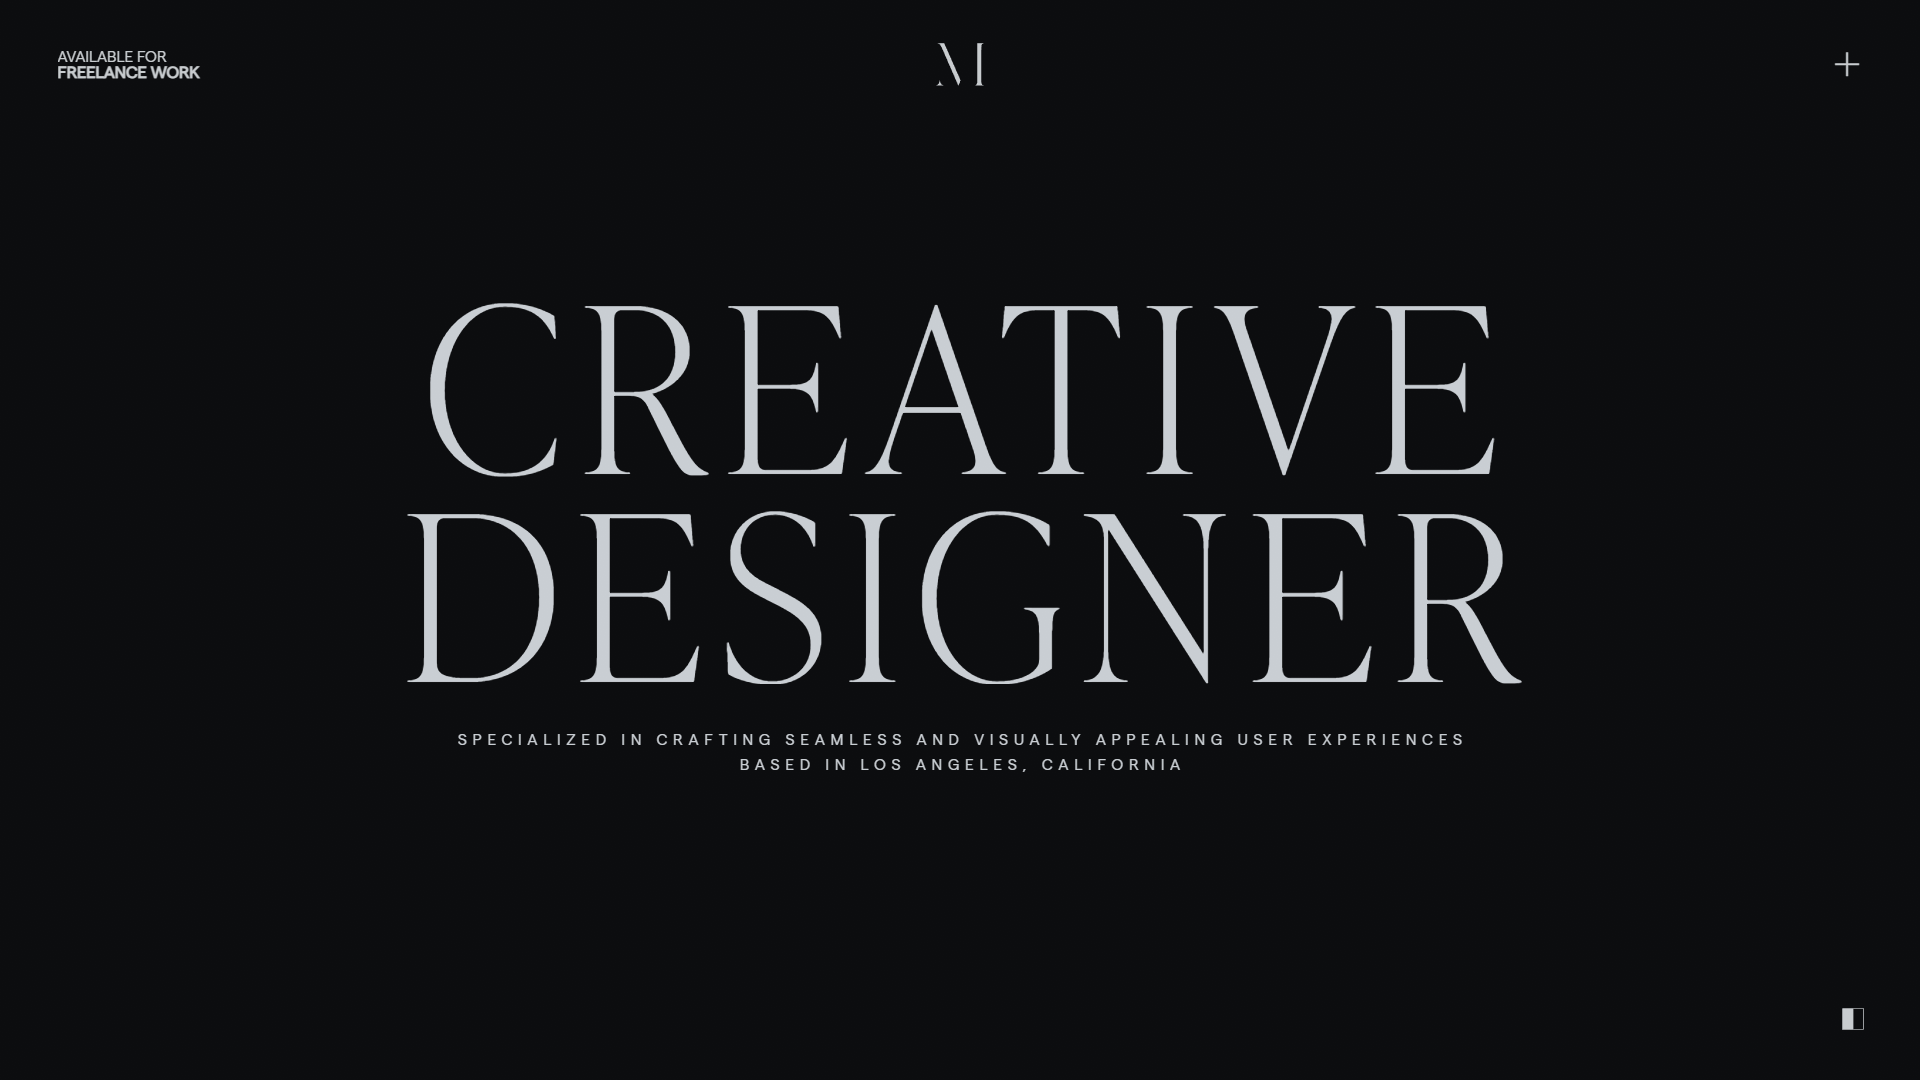 AVAILABLE FOR
FREELANCE WORK
M
CREATIVE
DESIGNER
SPECIALIZED IN CRAFTING SEAMLESS AND VISUALLY APPEALING USER EXPERIENCES
BASED IN LOS ANGELES, CALIFORNIA